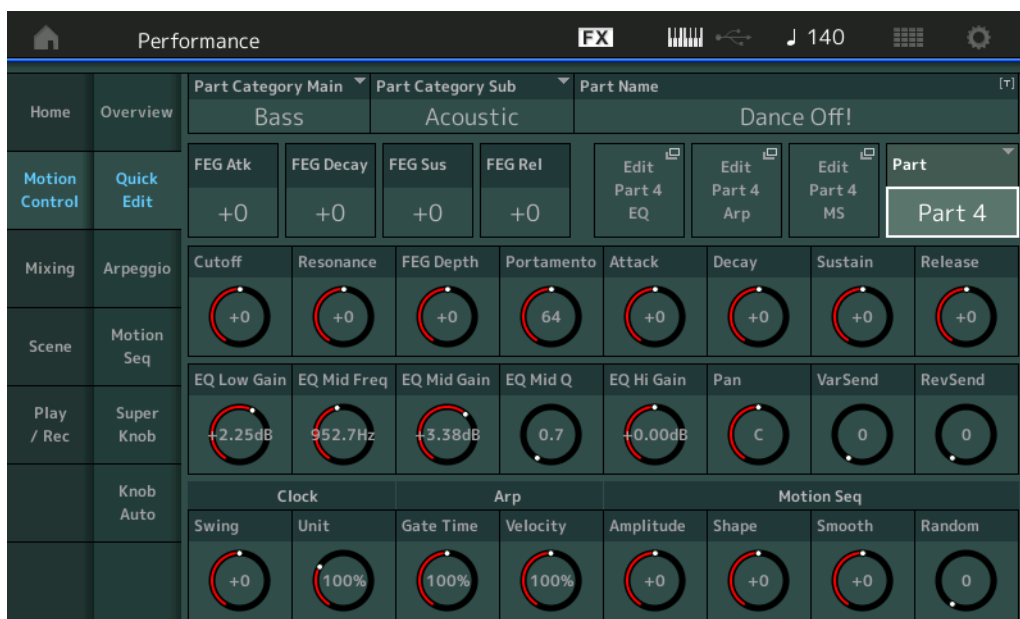 Performance
FX
140
Home
Overview
Part Category Main
Part Category Sub
Part Name
[T]
Bass
Acoustic
Dance Off!
Motion
Control
Quick
Edit
FEG Atk
FEG Decay
FEG Sus
FEG Rel
+0
+0
+0
+0
Edit
Part 4
EQ
Edit
Part 4
Arp
Edit
Part 4
MS
Part
Part 4
Mixing
Arpeggio
Cutoff
Resonance
FEG Depth
Portamento
Attack
Decay
Sustain
Release
+0
+0
+0
64
+0
+0
+0
+0
Scene
Motion
Seq
EQ Low Gain
EQ Mid Freq
EQ Mid Gain
EQ Mid Q
EQ Hi Gain
Pan
VarSend
RevSend
+2.25dB
952.7Hz
+3.38dB
0.7
+0.00dB
C
0
0
Play
/ Rec
Super
Knob
Knob
Auto
Clock
Arp
Motion Seq
Swing
Unit
Gate Time
Velocity
Amplitude
Shape
Smooth
Random
+0
100%
100%
100%
+0
+0
+0
0